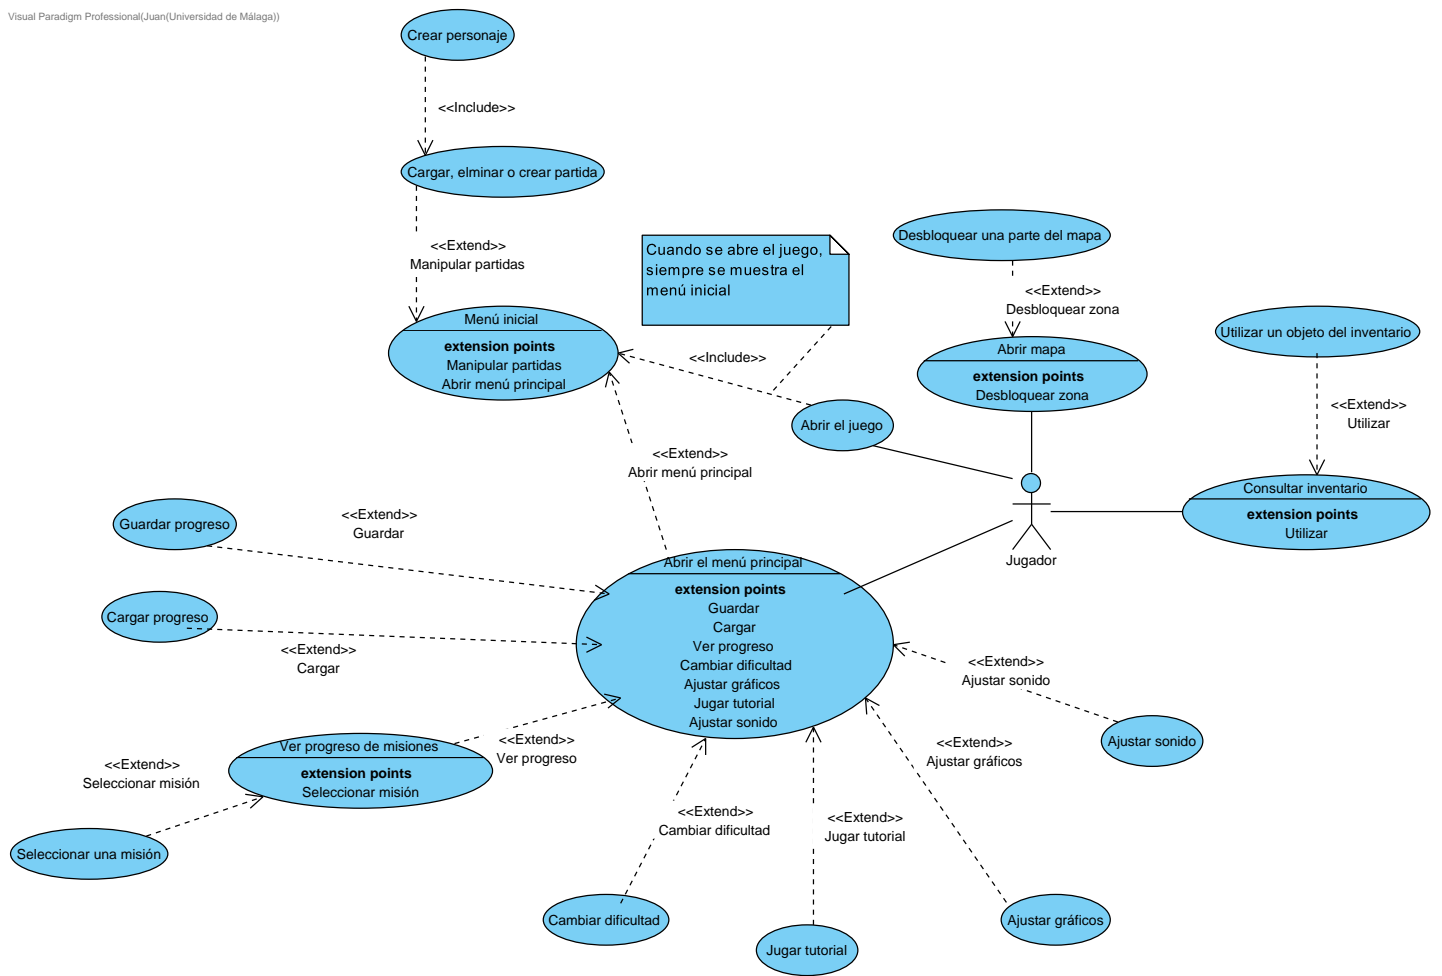 Visual Paradigm Professional(Juan(Universidad de Málaga))
Crear personaje
<<Include>>
Cargar, elminar o crear partida
<<Extend>>
Manipular partidas
Cuando se abre el juego,
siempre se muestra el
menú inicial
Desbloquear una parte del mapa
<<Extend>>
Desbloquear zona
Menú inicial
extension points
Manipular partidas
Abrir menú principal
<<Include>>
Abrir el juego
Abrir mapa
extension points
Desbloquear zona
Utilizar un objeto del inventario
<<Extend>>
Utilizar
<<Extend>>
Abrir menú principal
Consultar inventario
extension points
Utilizar
Jugador
Guardar progreso
<<Extend>>
Guardar
Cargar progreso
<<Extend>>
Cargar
Abrir el menú principal
extension points
Guardar
Cargar
Ver progreso
Cambiar dificultad
Ajustar gráficos
Jugar tutorial
Ajustar sonido
<<Extend>>
Ajustar sonido
Ajustar sonido
Ver progreso de misiones
extension points
Seleccionar misión
<<Extend>>
Ver progreso
<<Extend>>
Seleccionar misión
Seleccionar una misión
<<Extend>>
Cambiar dificultad
<<Extend>>
Jugar tutorial
<<Extend>>
Ajustar gráficos
Cambiar dificultad
Jugar tutorial
Ajustar gráficos